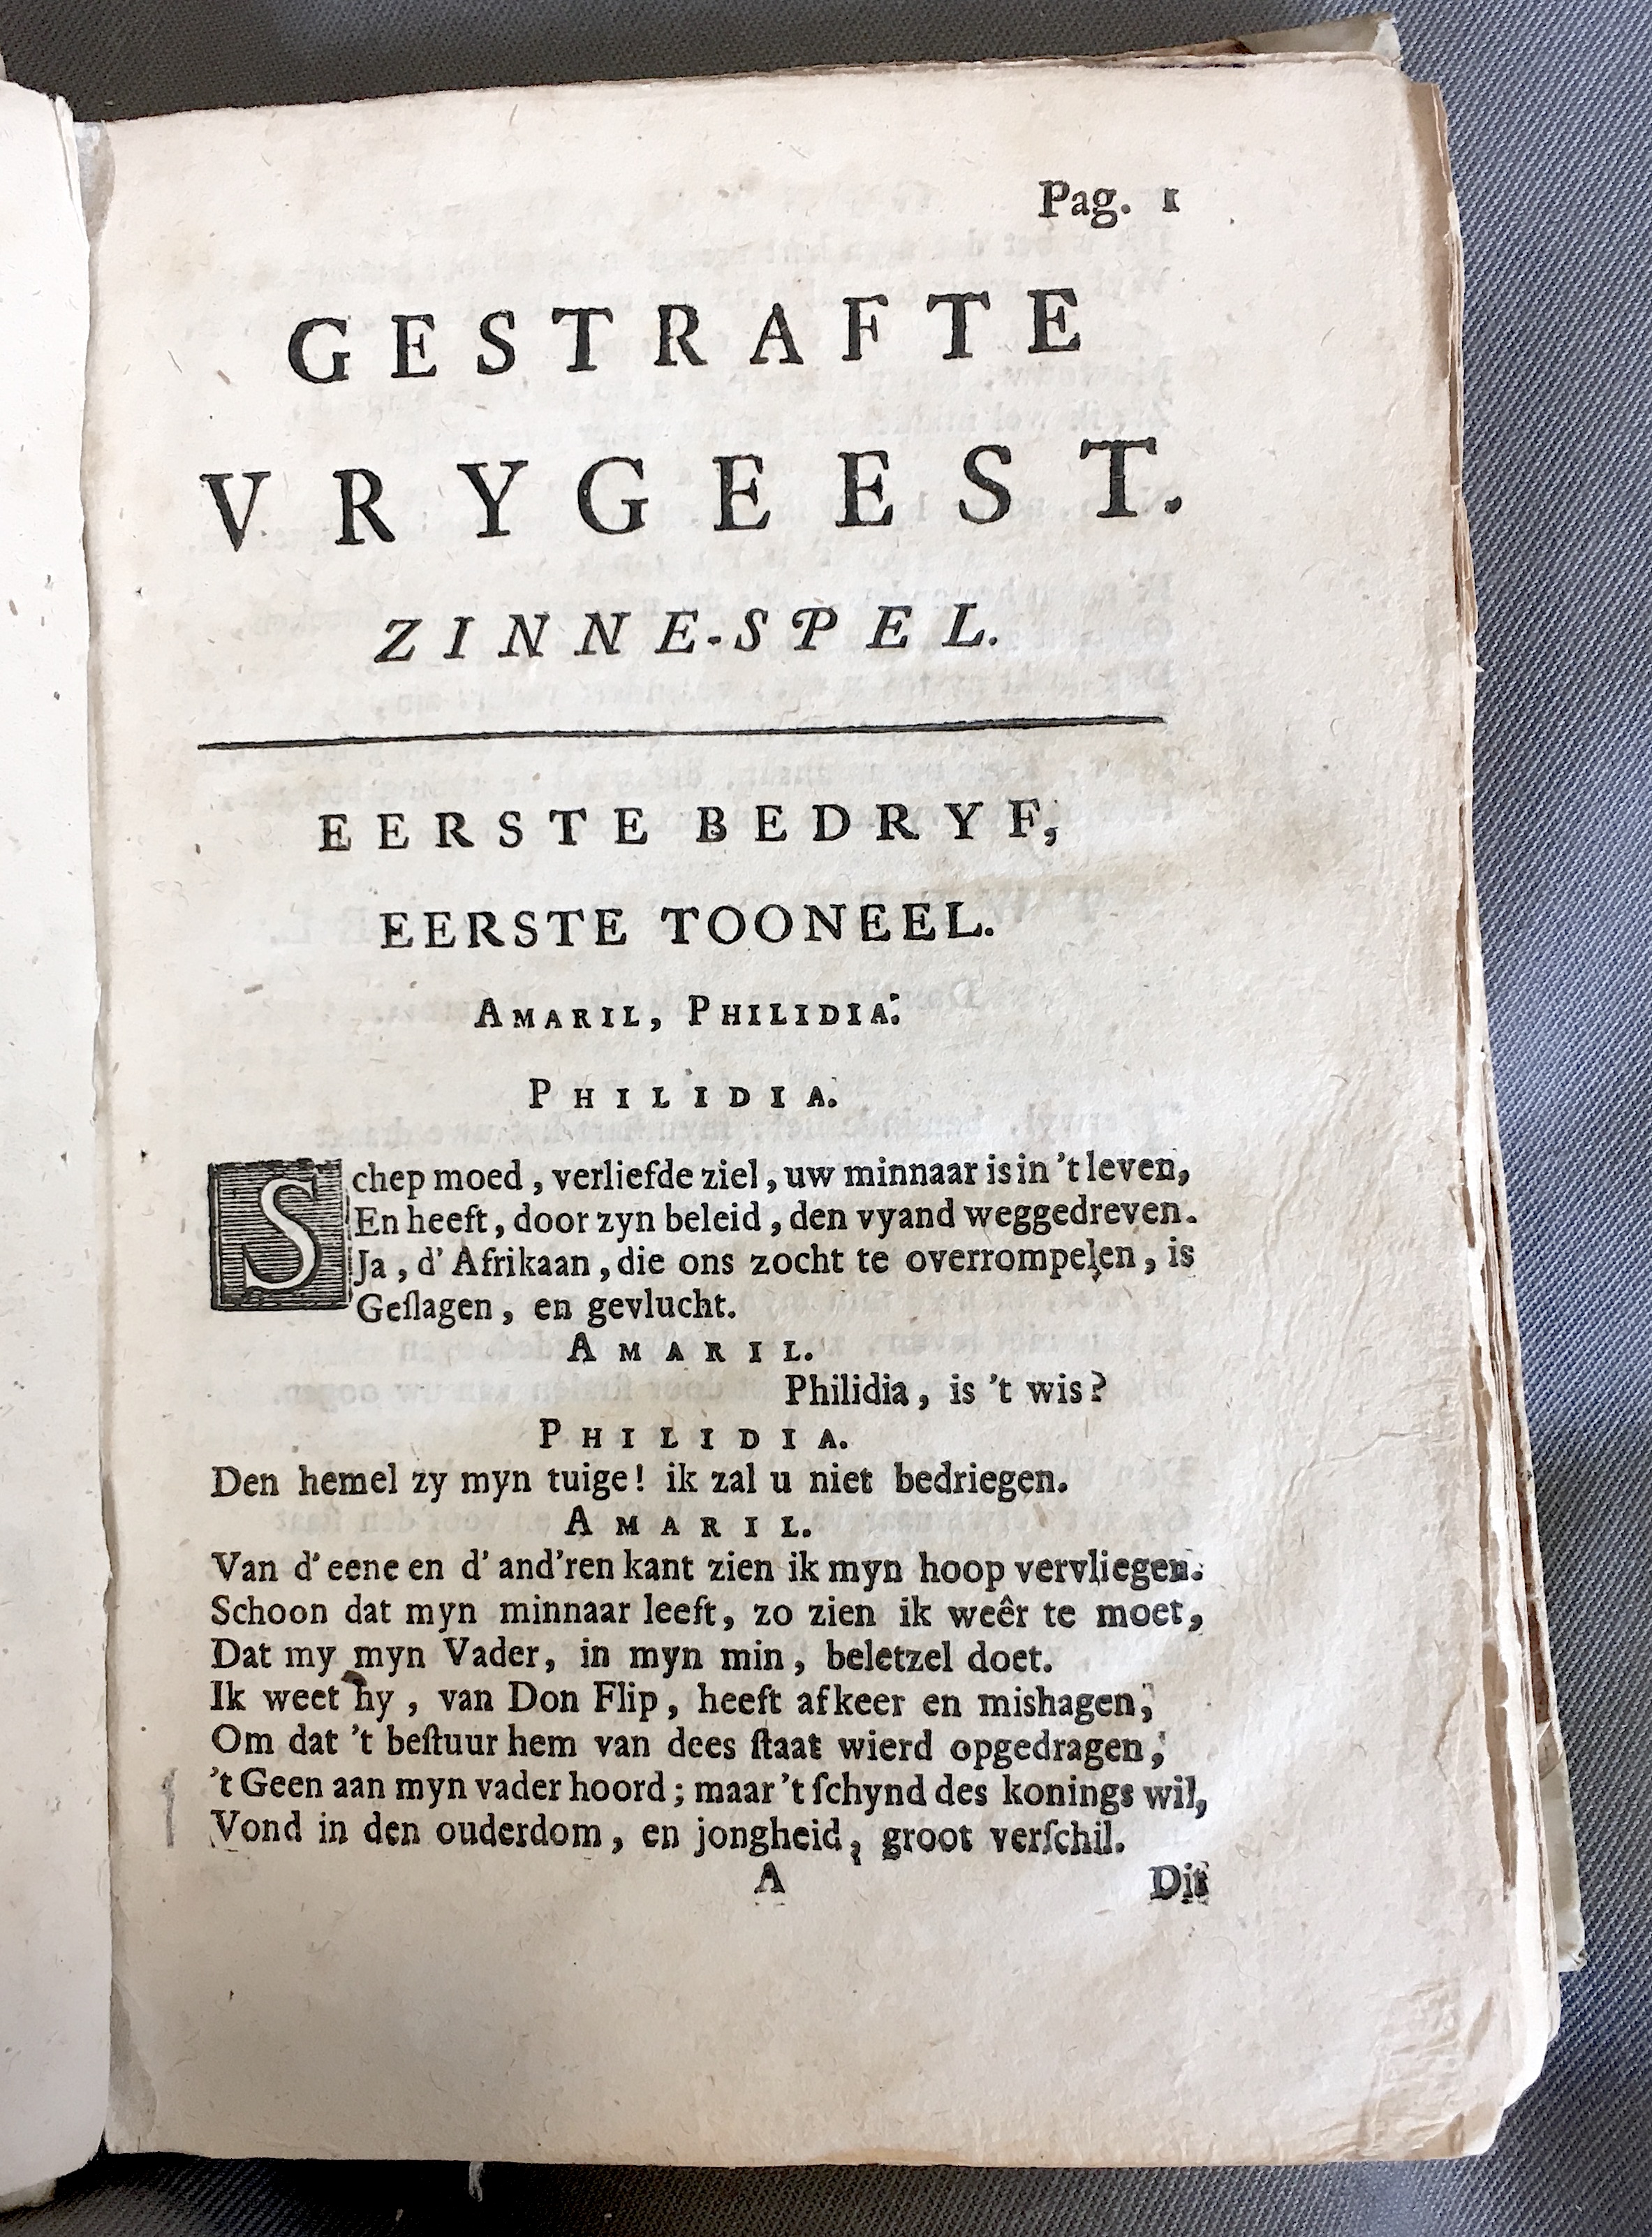 Pag. 1
GESTRAFTE
VRYGEEST.
ZINNE-SPEL.
EERSTE BEDRYF,
EERSTE TOONEEL.
AMARIL, PHILIDIA.
PHILIDIA.
Schep moed, verliefde ziel, uw minnaar is in 't leven,
En heeft, door zyn beleid, den vyand weggedreven.
Ja, d' Afrikaan, die ons zocht te overrompelen, is
Geſlagen, en gevlucht.
AMARIL.
Philidia, is 't wis?
PHILIDIA.
Den hemel zy myn tuige! ik zal u niet bedriegen.
AMARIL.
Van d' eene en d' and'ren kant zien ik myn hoop vervliegen.
Schoon dat myn minnaar leeft, zo zien ik weêr te moet,
Dat my myn Vader, in myn min, beletzel doet.
Ik weet hy, van Don Flip, heeft afkeer en mishagen,
Om dat 't beſtuur hem van dees ſtaat wierd opgedragen,
't Geen aan myn vader hoord; maar 't ſchynd des konings wil,
Vond in den ouderdom, en jongheid, groot verſchil.
A
Dit